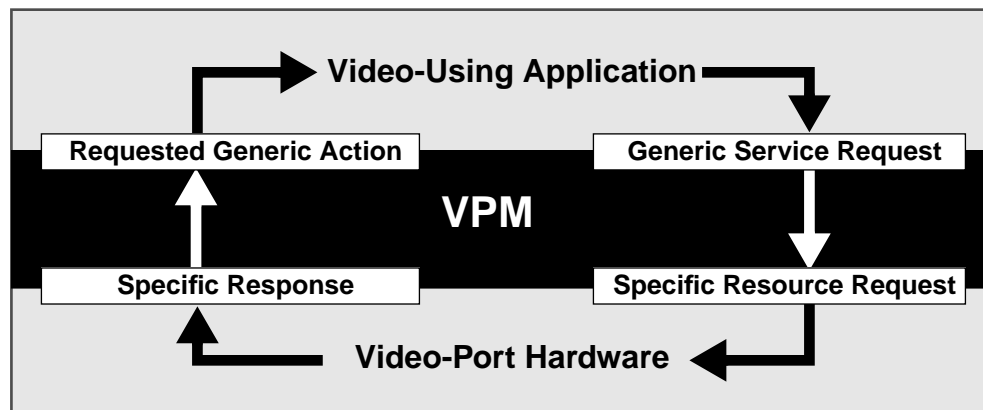 Video-Using Application
Requested Generic Action
Generic Service Request
VPM
Specific Response
Specific Resource Request
Video-Port Hardware